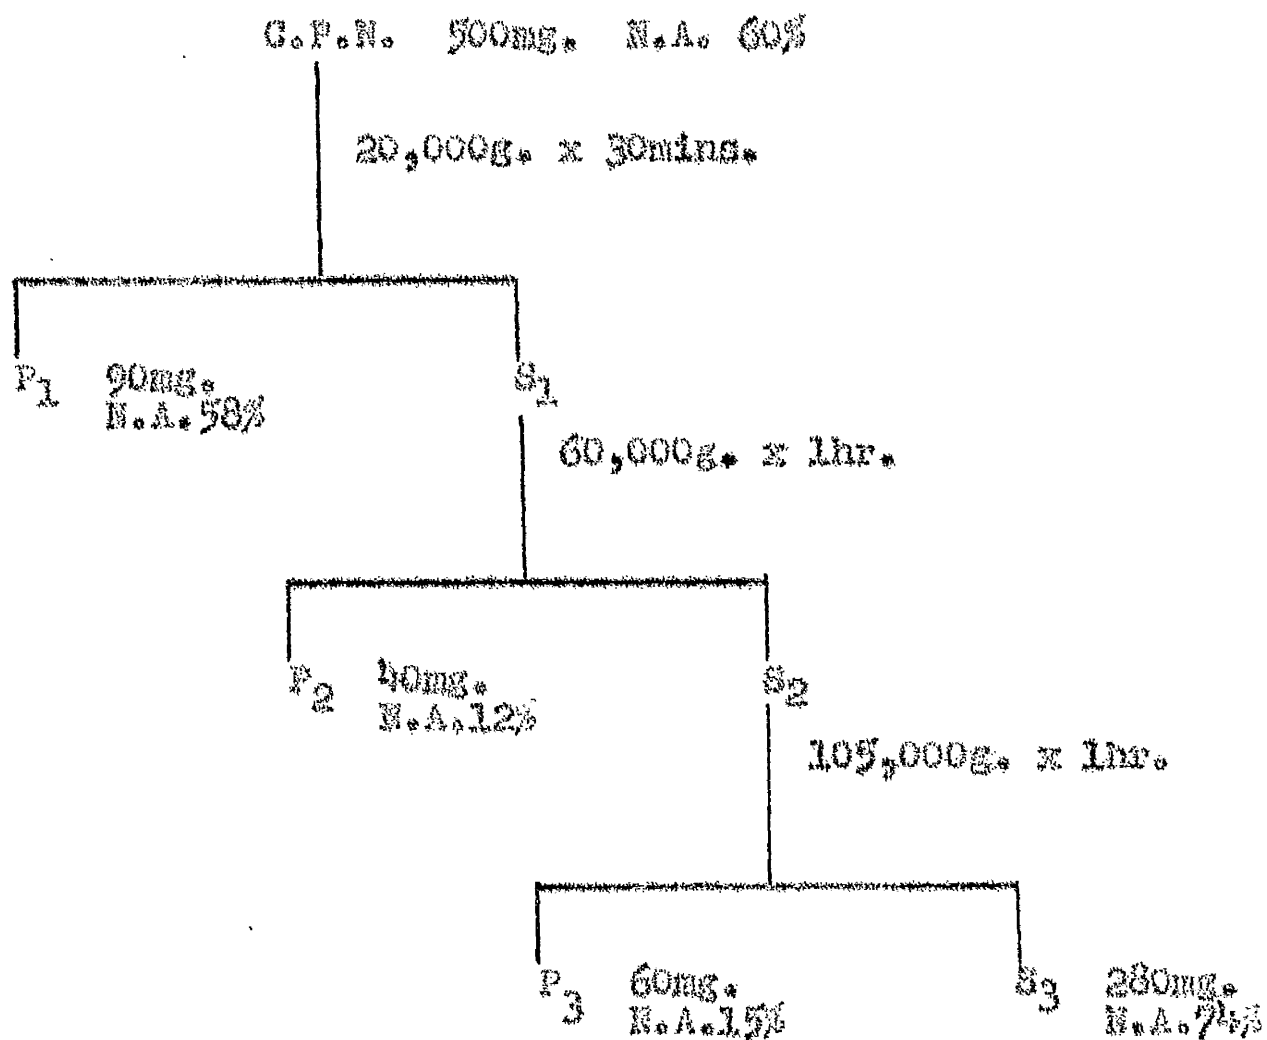 C.P.N. 500mg. N.A. 60%
20,000g. x 30mins.
P1 90mg.
N.A.58%
S1
60,000g. x 1hr.
P2 40mg.
N.A.12%
S2
105,000g. x 1hr.
P3 60mg.
N.A.15%
S3 280mg.
N.A.74%